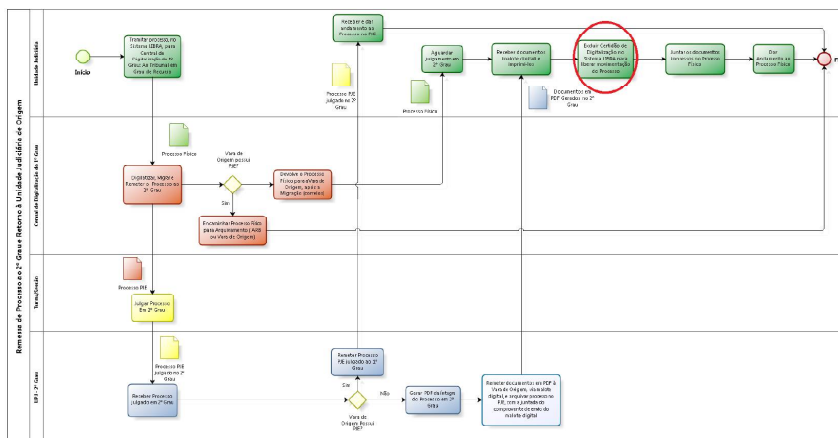 Remessa de Processo ao 2º Grau e Retorno à Unidade Judiciário de Origem
Unidade Judiciária
Início
Tramitar processo, no
Sistema LIBRA, para
Central de
Digitalização do 1º
Grau: Ao Tribunal em
Grau de Recurso
Receber e dar
andamento ao
Processo no PJE
Processo PJE
julgado no 2º
Grau
Aguardar
julgamento em
2º Grau
Processo Físico
Receber documentos
malote digital e
imprimi-los
Documentos em
PDF Gerados no 2º
Grau
Excluir Certidão de
Digitalização no
Sistema LIBRA para
liberar movimentação
do Processo
Juntar os documentos
impressos no Processo
Físico
Dar
Andamento ao
Processo Físico
Central de Digitalização do 1º Grau
Processo Físico
Digitalizar, Migrar e
Remeter o Processo ao
2º Grau
Vara de
Origem possui
PJE?
Sim
Devolve o Processo
Físico para a Vara de
Origem, após a
Migração (correios)
Encaminhar Processo Físico
para Arquivamento (
ou Vara de Origem)
Turma/Sessão
Processo PJE
Julgar Processo
Em 2º Grau
2º Grau
Processo PJE
julgado no 2º
Grau
Receber Processo
julgado em 2º Grau
Remeter Processo
PJE julgado ao 1º
Grau
Sim
Não
Vara de
Origem Possui
PJE?
Gerar PDF da íntegra
do Processo em 2º
Grau
Remeter documentos em PDF à
Vara de Origem, via malote
digital, e arquivar processo no
PJE, com a juntada do
comprovante de envio do
malote digital